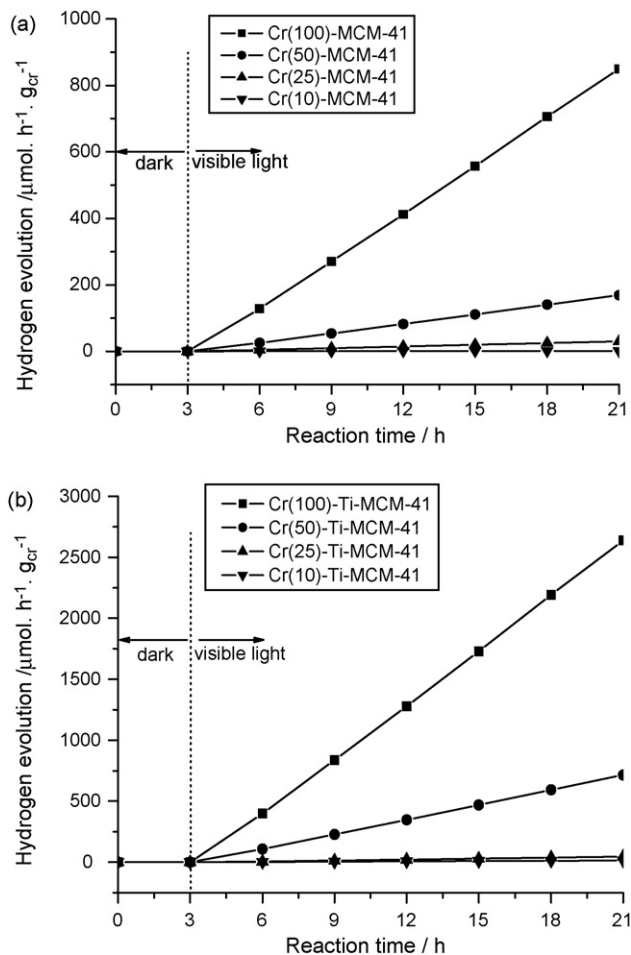 (a)
Cr(100)-MCM-41
Cr(50)-MCM-41
Cr(25)-MCM-41
Cr(10)-MCM-41
dark
visible light
Hydrogen evolution /μmol. h⁻¹. g_cr⁻¹
1000
800
600
400
200
0
0 3 6 9 12 15 18 21
Reaction time / h
(b)
Cr(100)-Ti-MCM-41
Cr(50)-Ti-MCM-41
Cr(25)-Ti-MCM-41
Cr(10)-Ti-MCM-41
dark
visible light
Hydrogen evolution /μmol. h⁻¹. g_cr⁻¹
3000
2500
2000
1500
1000
500
0
0 3 6 9 12 15 18 21
Reaction time / h